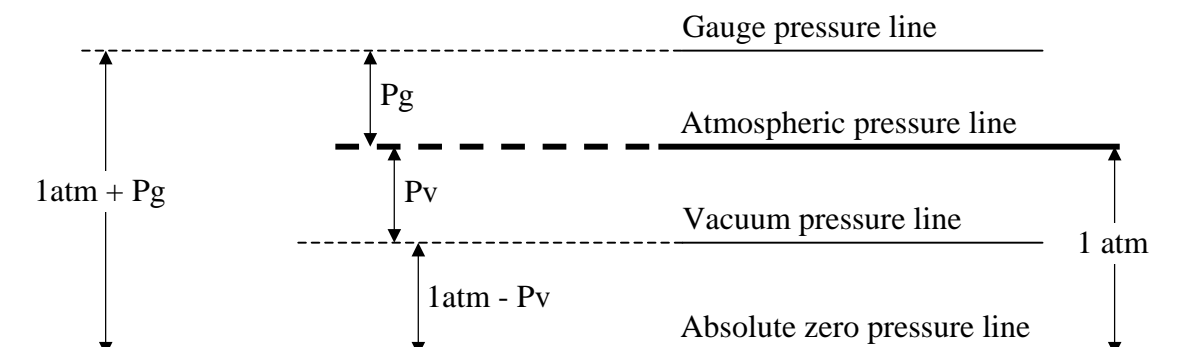 Gauge pressure line
Pg
Atmospheric pressure line
1atm + Pg
Pv
Vacuum pressure line
1 atm
1atm - Pv
Absolute zero pressure line